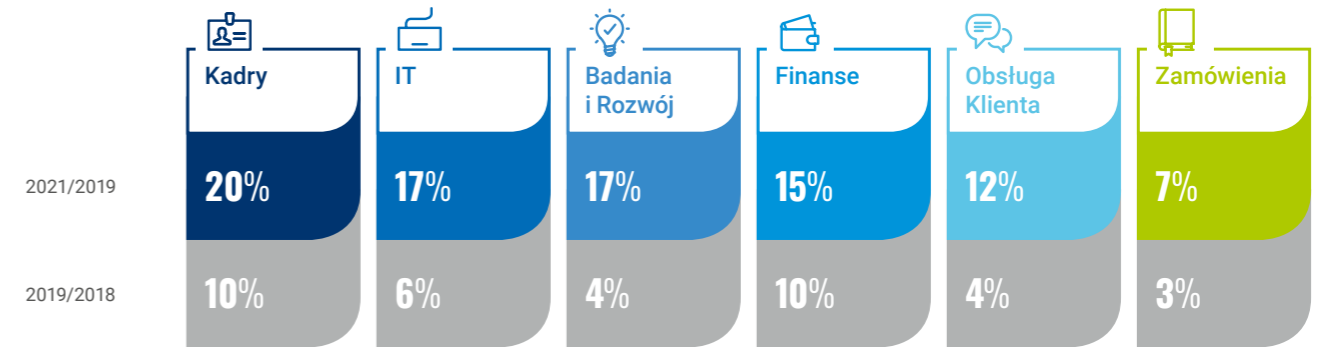 Kadry
IT
Badania
i Rozwój
Finanse
Obsługa
Klienta
Zamówienia
2021/2019
20%
17%
17%
15%
12%
7%
2019/2018
10%
6%
4%
10%
4%
3%